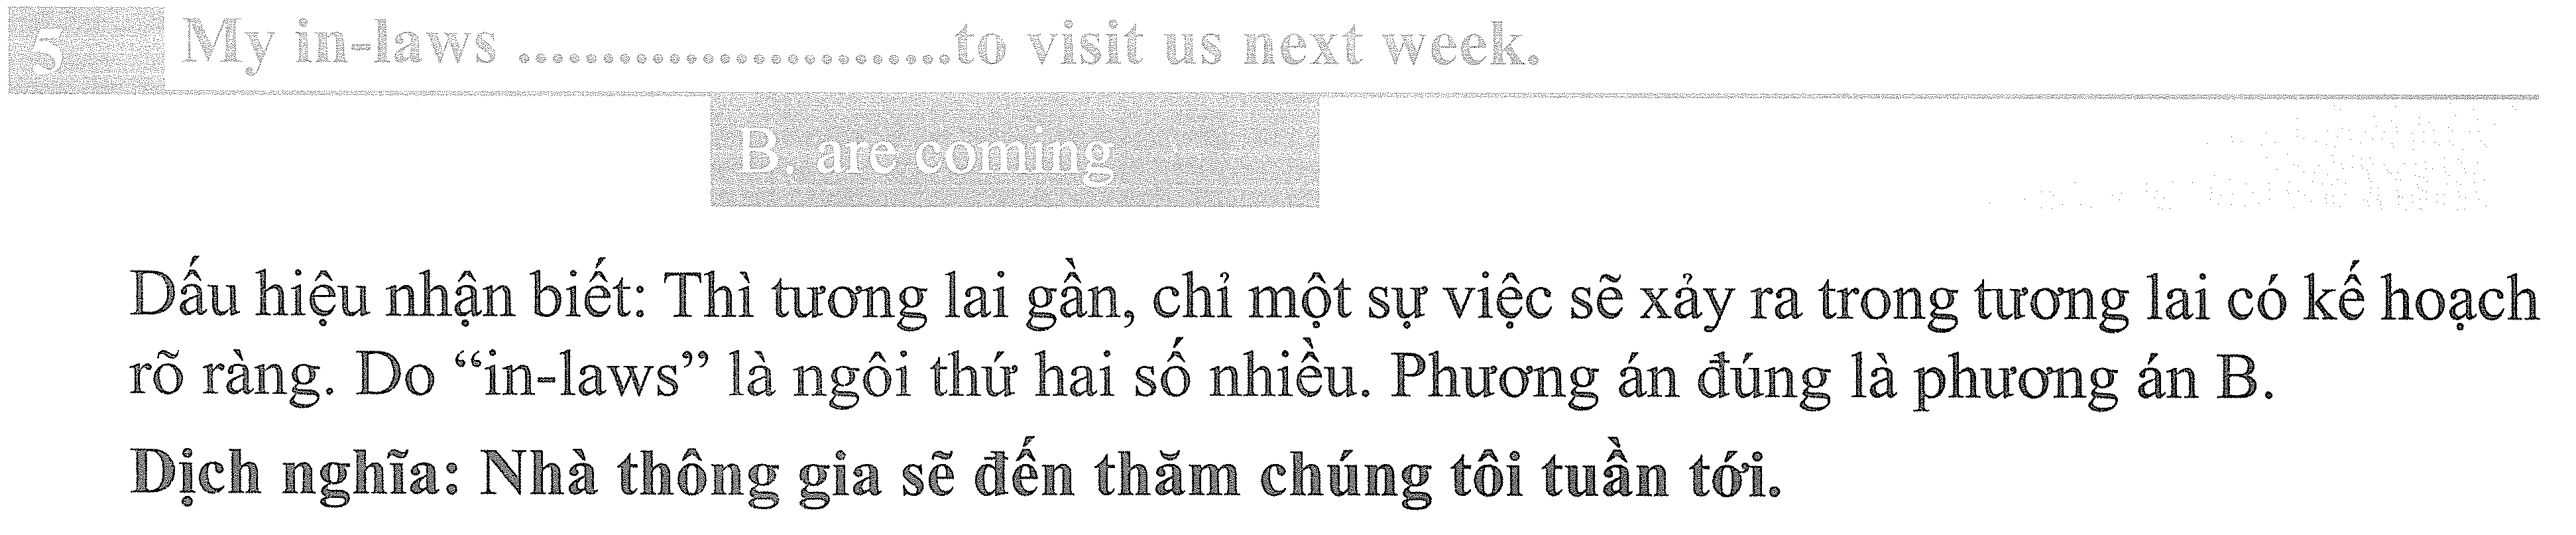 5 My in-laws ..........................to visit us next week.
B. are coming
Dấu hiệu nhận biết: Thì tương lai gần, chỉ một sự việc sẽ xảy ra trong tương lai có kế hoạch
rõ ràng. Do “in-laws” là ngôi thứ hai số nhiều. Phương án đúng là phương án B.
Dịch nghĩa: Nhà thông gia sẽ đến thăm chúng tôi tuần tới.